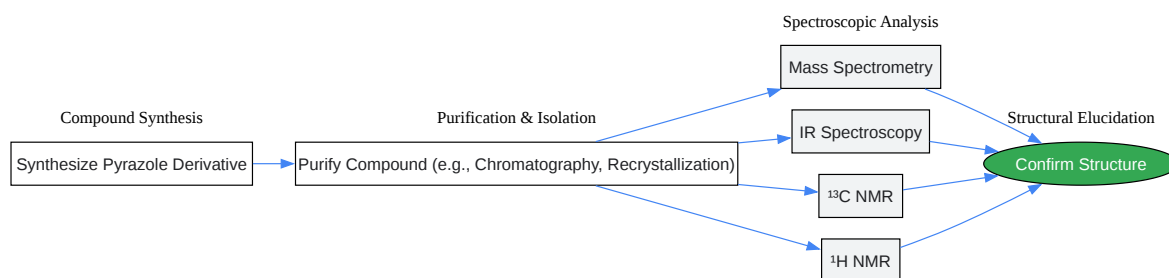 Compound Synthesis
Synthesize Pyrazole Derivative
Purification & Isolation
Purify Compound (e.g., Chromatography, Recrystallization)
Spectroscopic Analysis
Mass Spectrometry
IR Spectroscopy
¹³C NMR
¹H NMR
Structural Elucidation
Confirm Structure